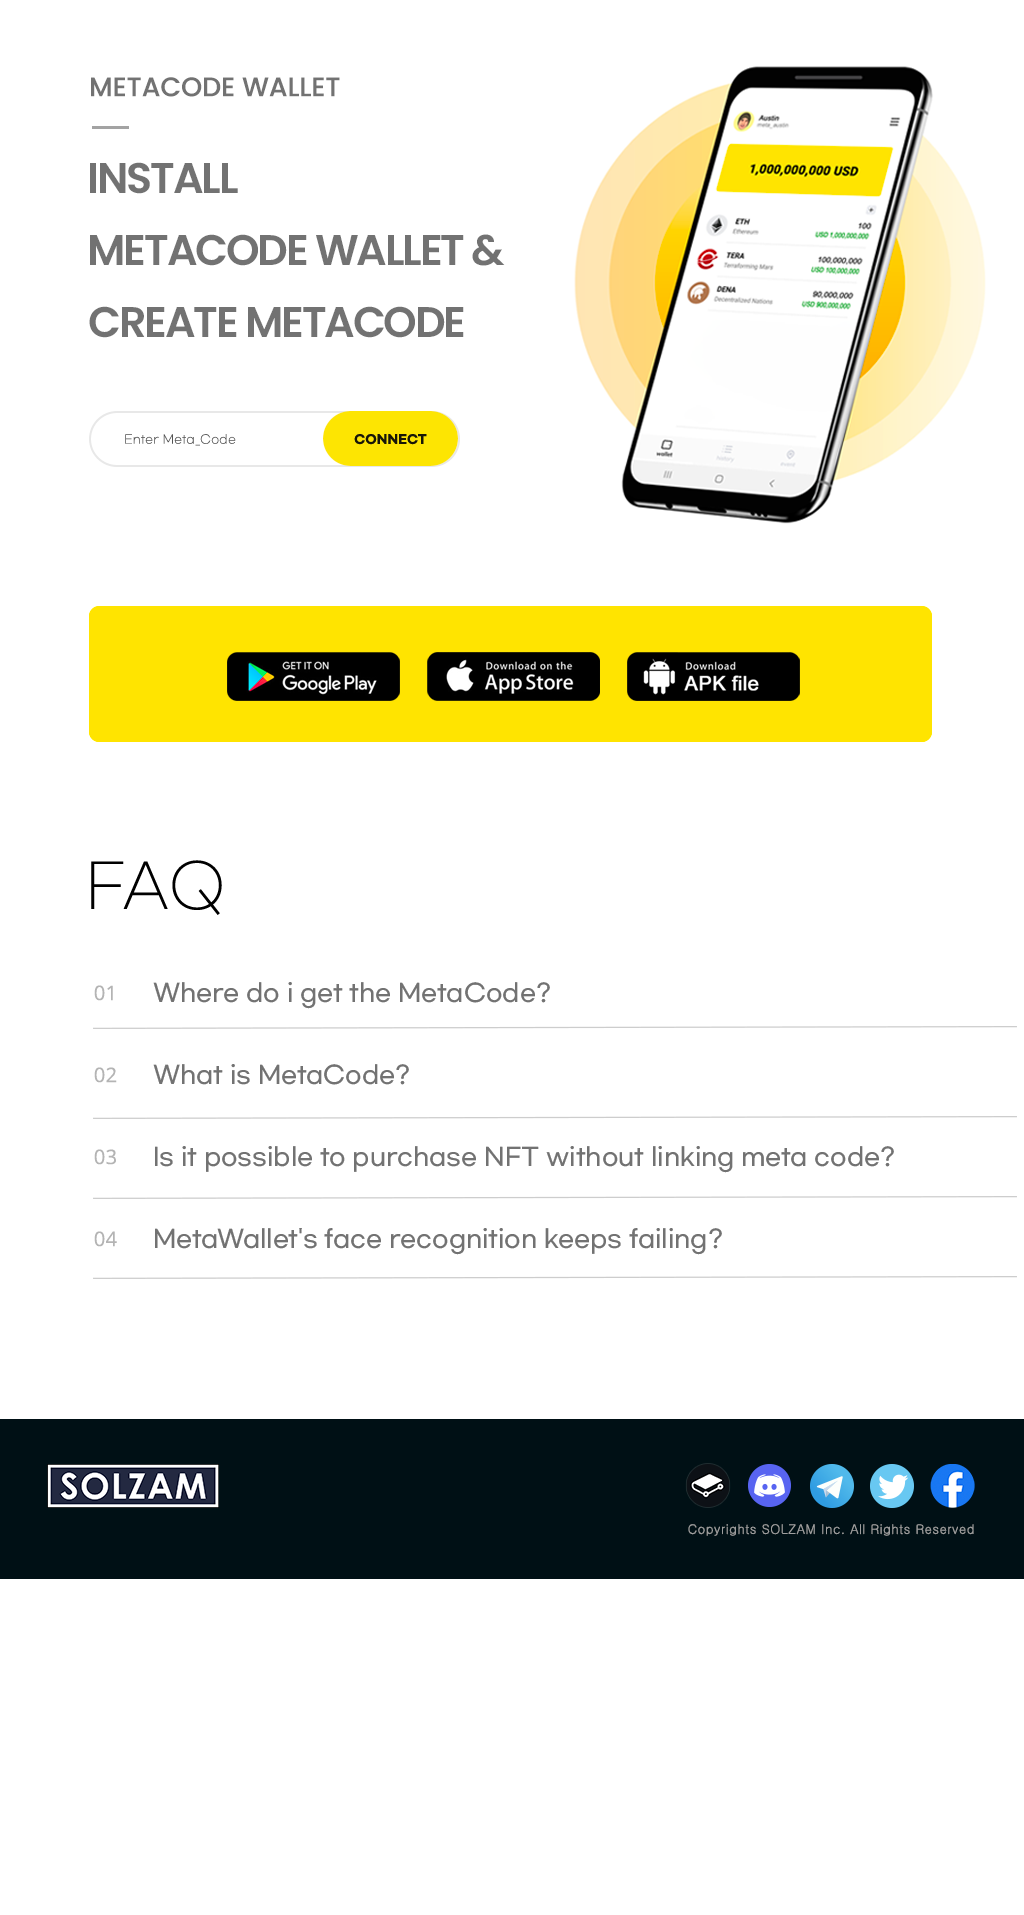 METACODE WALLET
INSTALL
METACODE WALLET &
CREATE METACODE
Enter Meta_Code
CONNECT
Austin
meta_austin
1,000,000,000 USD
ETH
Ethereum
100
USD 1,000,000,000
TERA
Terraforming Mars
100,000,000
USD 100,000,000
DENA
Decentralized Nations
90,000,000
USD 900,000,000
wallet
history
event
GET IT ON
Google Play
Download on the
App Store
Download
APK file
FAQ
01 Where do i get the MetaCode?
02 What is MetaCode?
03 Is it possible to purchase NFT without linking meta code?
04 MetaWallet's face recognition keeps failing?
SOLZAM
Copyrights SOLZAM Inc. All Rights Reserved